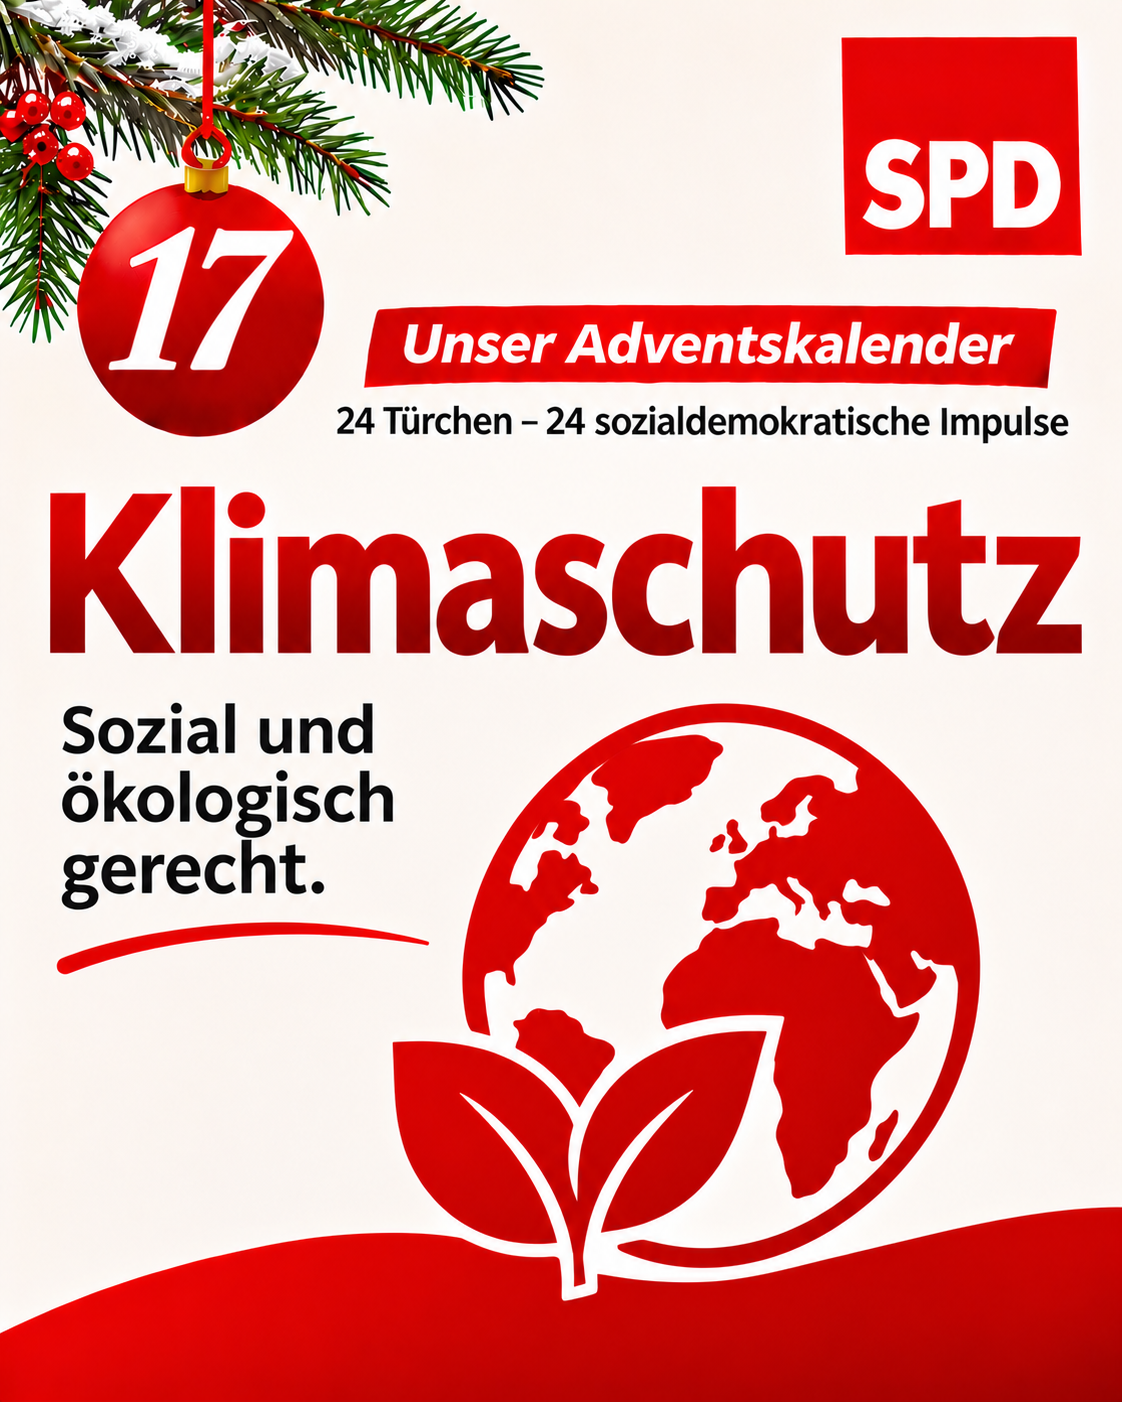 SPD
17
Unser Adventskalender
24 Türchen – 24 sozialdemokratische Impulse
Klimaschutz
Sozial und
ökologisch
gerecht.